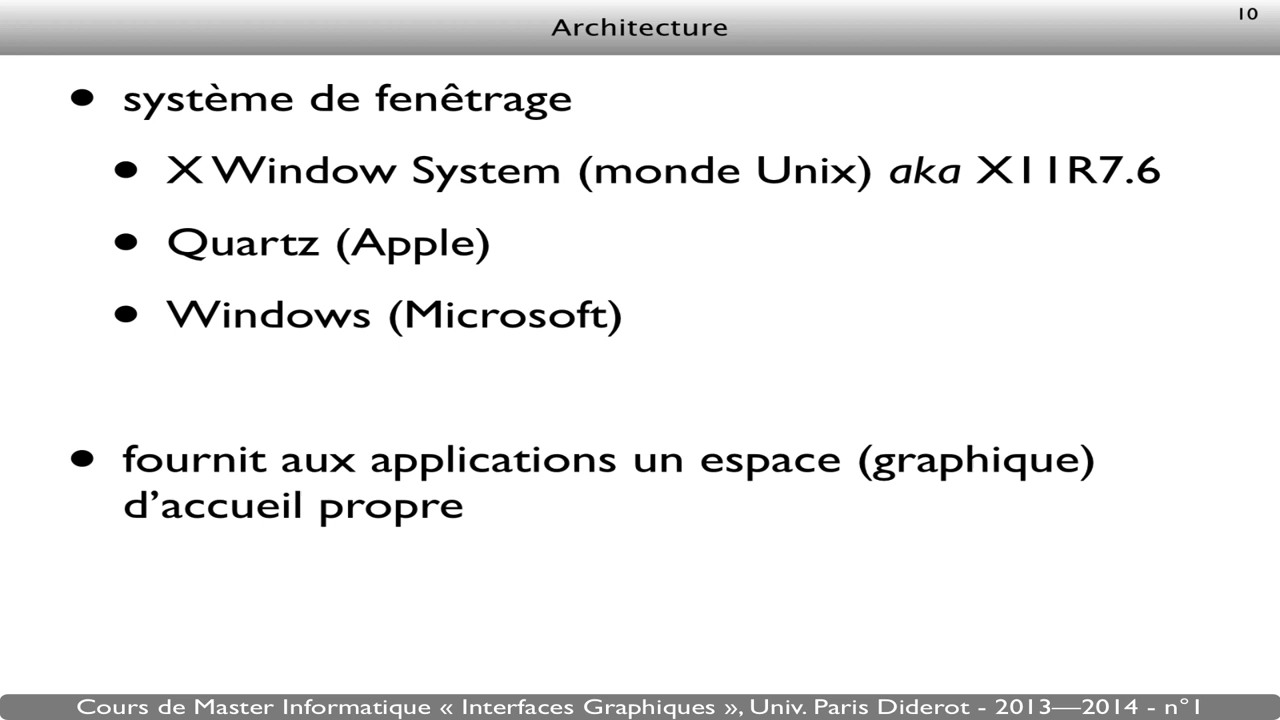 Architecture
10
• système de fenêtrage
• X Window System (monde Unix) aka X11R7.6
• Quartz (Apple)
• Windows (Microsoft)
• fournit aux applications un espace (graphique)
d’accueil propre
Cours de Master Informatique « Interfaces Graphiques », Univ. Paris Diderot - 2013—2014 - n°1